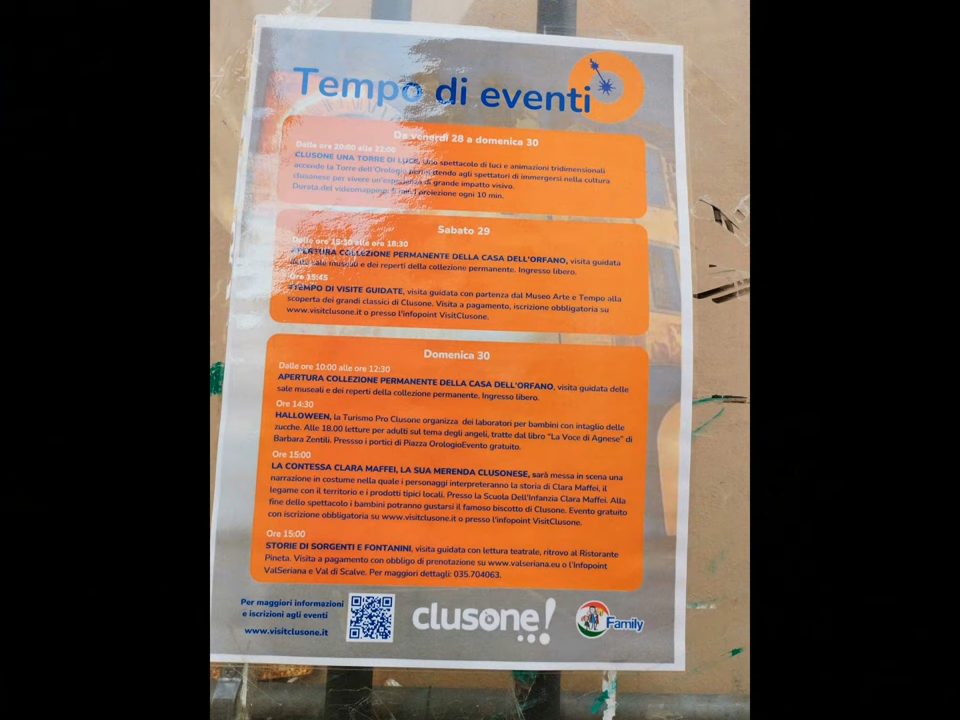 Tempo di eventi
Da venerdì 28 a domenica 30
Dalle ore 20:00 alle 22:00
CLUSONE UNA TORRE DI LUCE, uno spettacolo di luci e animazioni tridimensionali
accende la Torre dell'Orologio permettendo agli spettatori di immergersi nella cultura
clusanese per vivere un'esperienza di grande impatto visivo.
Durata del videomapping: 5 min | proiezione ogni 10 min.
Sabato 29
Dalle ore alle ore 18:30
APERTURA COLLEZIONE PERMANENTE DELLA CASA DELL'ORFANO, visita guidata
delle sale museali e dei reperti della collezione permanente. Ingresso libero.
Ore 15:45
TEMPO DI VISITE GUIDATE, visita guidata con partenza dal Museo Arte e Tempo alla
scoperta dei grandi classici di Clusone. Visita a pagamento, iscrizione obbligatoria su
www.visitclusone.it o presso l'infopoint VisitClusone.
Domenica 30
Dalle ore 10:00 alle ore 12:30
APERTURA COLLEZIONE PERMANENTE DELLA CASA DELL'ORFANO, visita guidata delle
sale museali e dei reperti della collezione permanente. Ingresso libero.
Ore 14:30
HALLOWEEN, la Turismo Pro Clusone organizza dei laboratori per bambini con intaglio delle
zucche. Alle 18.00 letture per adulti sul tema degli angeli, tratte dal libro "La Voce di Agnese" di
Barbara Zentili. Pressso i portici di Piazza OrologioEvento gratuito.
Ore 15:00
LA CONTESSA CLARA MAFFEI, LA SUA MERENDA CLUSONESE, sarà messa in scena una
narrazione in costume nella quale i personaggi interpreteranno la storia di Clara Maffei, il
legame con il territorio e i prodotti tipici locali. Presso la Scuola Dell'Infanzia Clara Maffei. Alla
fine dello spettacolo i bambini potranno gustarsi il famoso biscotto di Clusone. Evento gratuito
con iscrizione obbligatoria su www.visitclusone.it o presso l'infopoint VisitClusone.
Ore 15:00
STORIE DI SORGENTI E FONTANINI, visita guidata con lettura teatrale, ritrovo al Ristorante
Pineta. Visita a pagamento con obbligo di prenotazione su www.valseriana.eu o l'Infopoint
ValSeriana e Val di Scalve. Per maggiori dettagli: 035.704063.
Per maggiori informazioni
e iscrizioni agli eventi
www.visitclusone.it
clusone!
Family